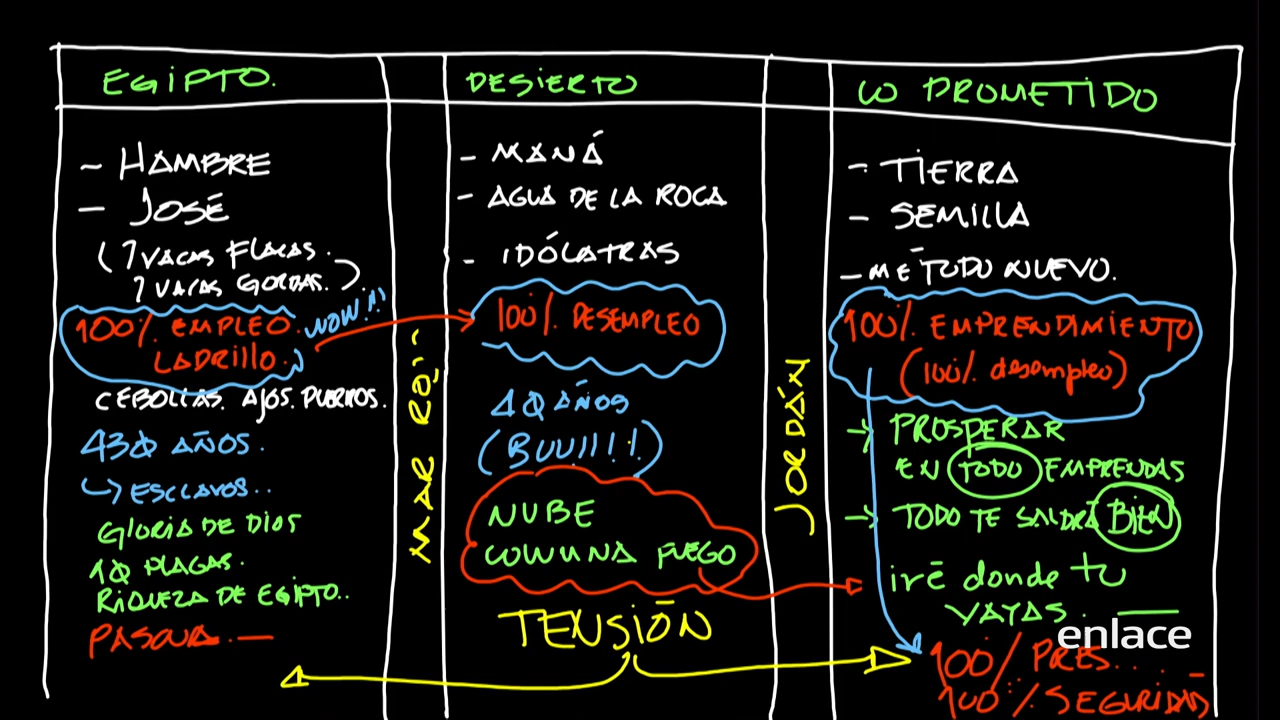 EGIPTO.
- HAMBRE
- JOSÉ
(7 VACAS FLACAS.
7 VACAS GORDAS.)
100% EMPLEO. WOW!!
LADRILLO.
CEBOLLAS. AJOS. PUERROS.
430 AÑOS.
ESCLAVOS..
GLORIA DE DIOS
10 PLAGAS.
RIQUEZA DE EGIPTO..
PASCUA. —
MAR ROJO
DESIERTO
- MANÁ
- AGUA DE LA ROCA
- IDÓLATRAS
100% DESEMPLEO
40 AÑOS
(BUU!!!!)
NUBE
COLUMNA FUEGO
TENSIÓN
JORDÁN
LO PROMETIDO
- TIERRA
- SEMILLA
- MÉTODO NUEVO.
100% EMPRENDIMIENTO
(100% desempleo)
→ PROSPERAR
EN TODO EMPRENDAS
→ TODO TE SALDRÁ BIEN
iré donde tu
VAYAS.
enlace
100% PRES...
100% SEGURIDAD